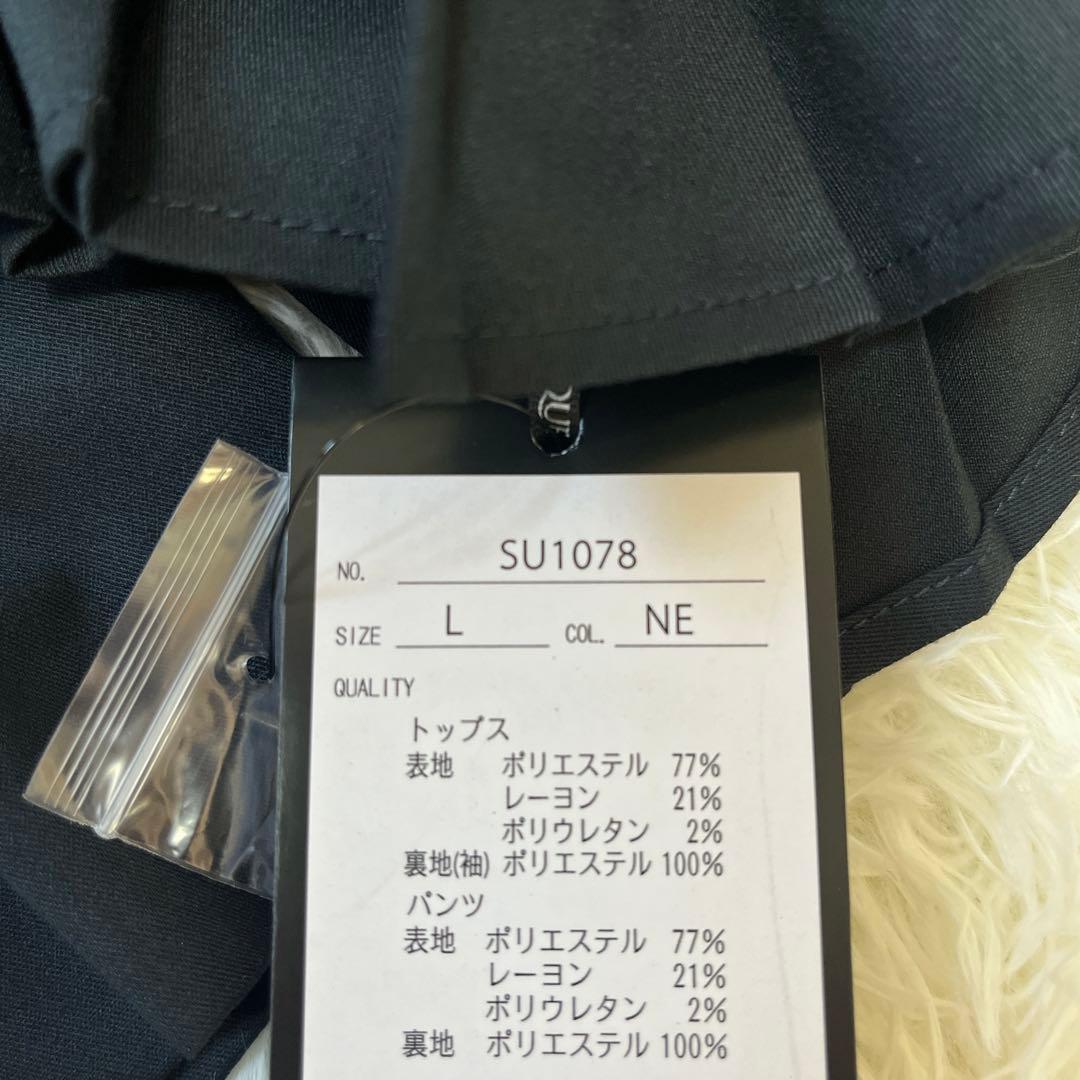 NO. SU1078
SIZE L COL. NE
QUALITY
トップス
表地 ポリエステル 77%
レーヨン 21%
ポリウレタン 2%
裏地(袖) ポリエステル 100%
パンツ
表地 ポリエステル 77%
レーヨン 21%
ポリウレタン 2%
裏地 ポリエステル 100%